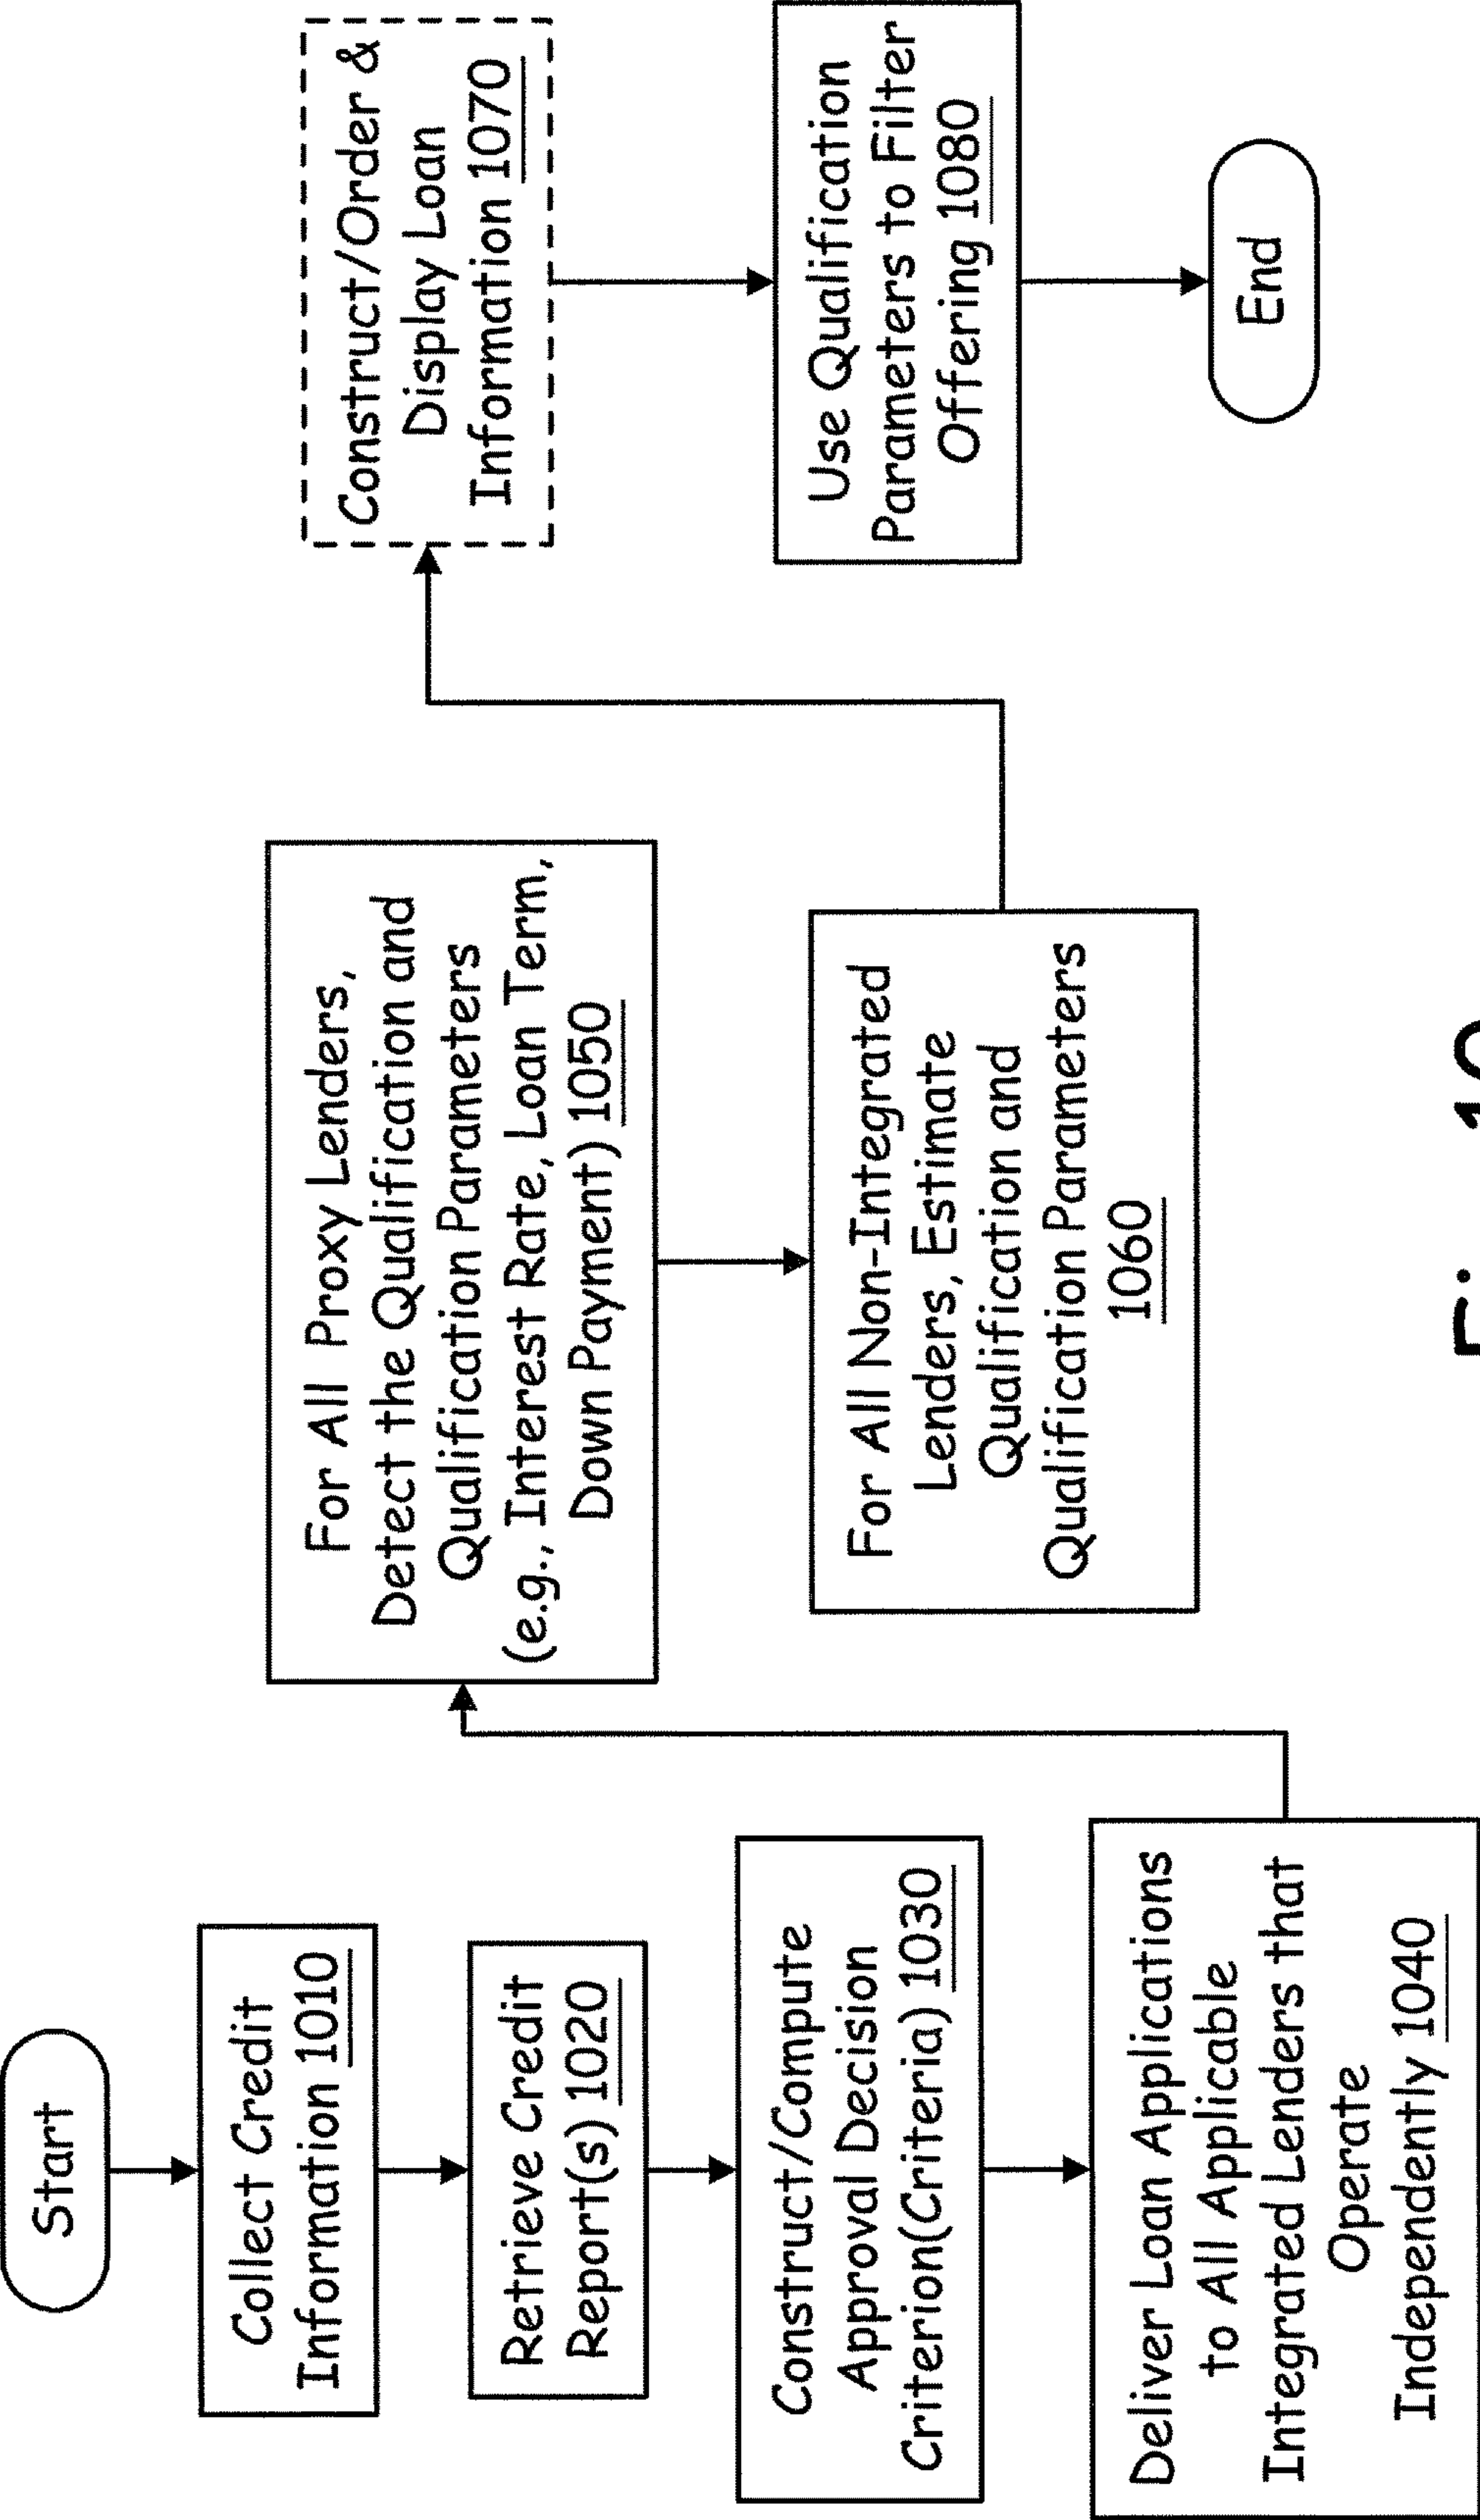 Start
Collect Credit
Information 1010
Retrieve Credit
Report(s) 1020
Construct/Compute
Approval Decision
Criterion(Criteria) 1030
Deliver Loan Applications
to All Applicable
Integrated Lenders that
Operate
Independently 1040
For All Proxy Lenders,
Detect the Qualification and
Qualification Parameters
(e.g., Interest Rate, Loan Term,
Down Payment) 1050
For All Non-Integrated
Lenders, Estimate
Qualification and
Qualification Parameters
1060
Construct/Order &
Display Loan
Information 1070
Use Qualification
Parameters to Filter
Offering 1080
End